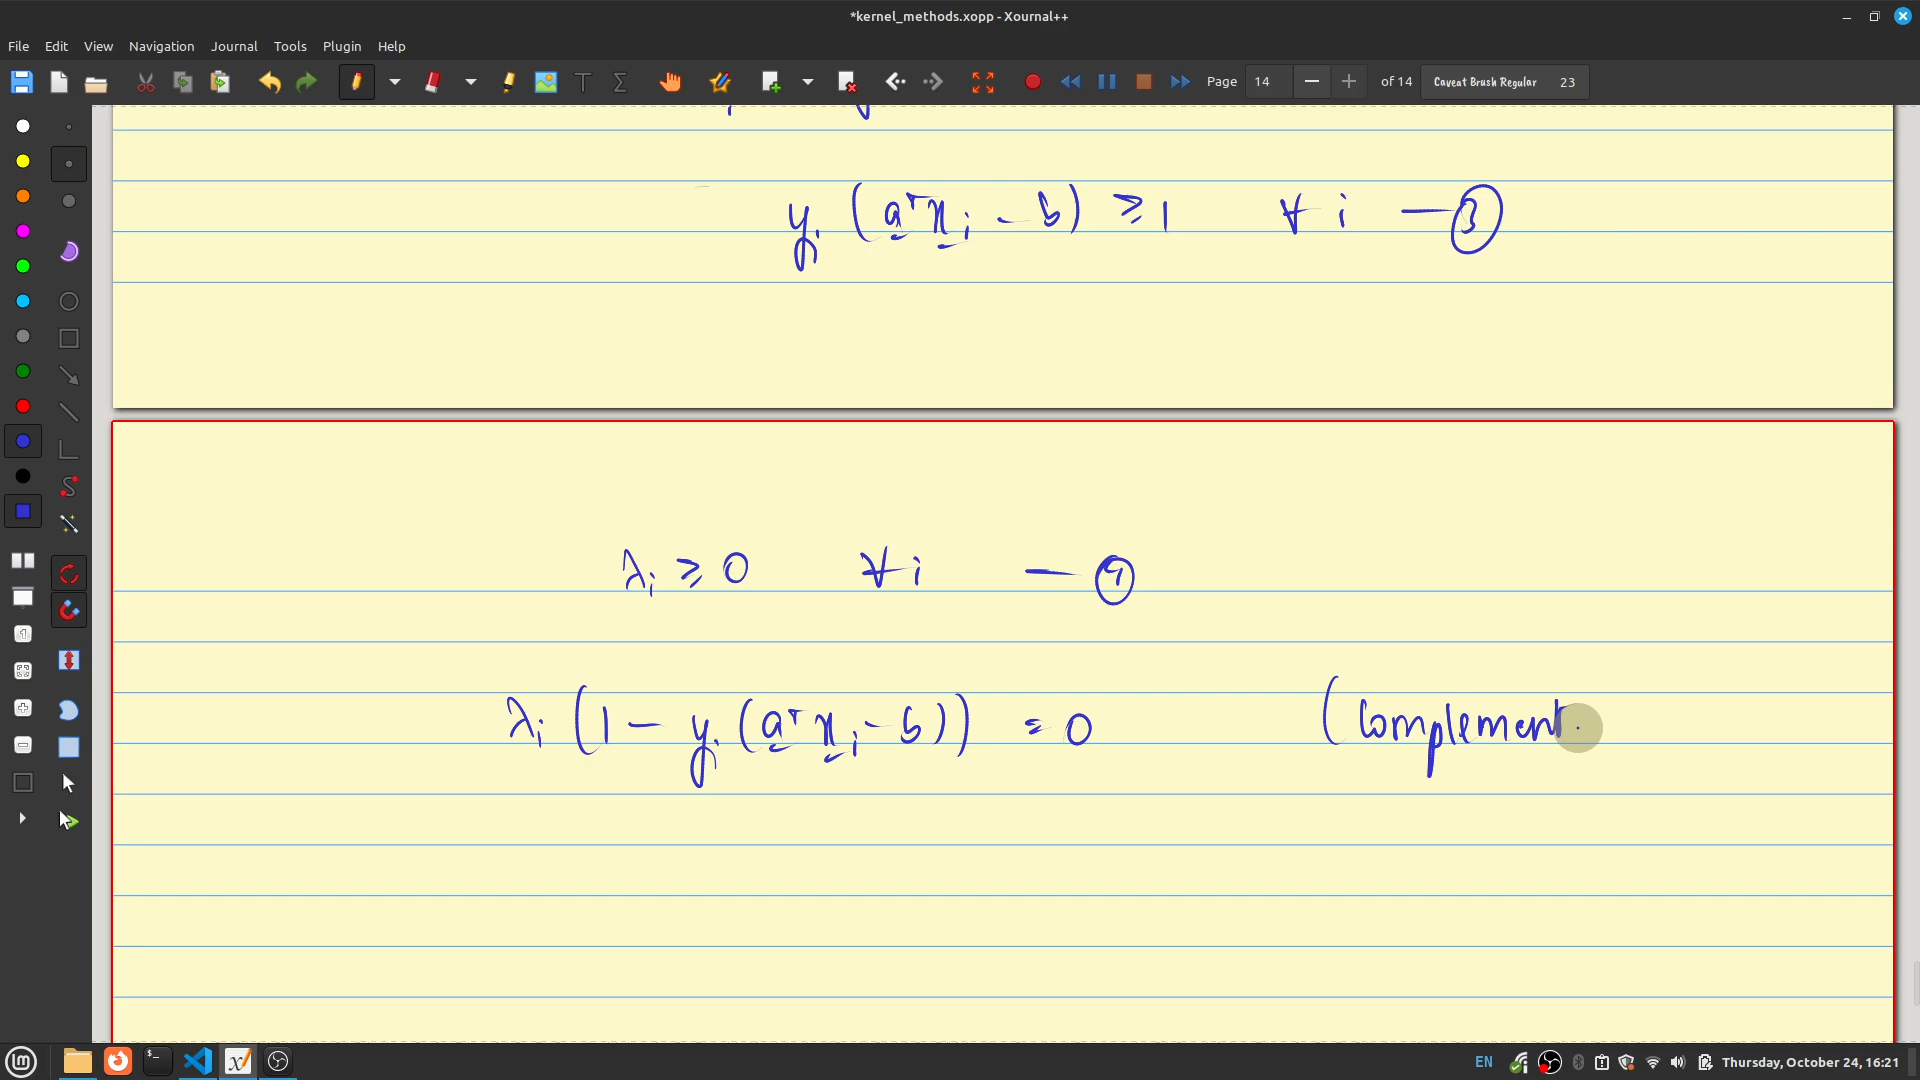 *kernel_methods.xopp - Xournal++
File Edit View Navigation Journal Tools Plugin Help
Page 14 of 14 Caveat Brush Regular 23
yᵢ (aᵀxᵢ - b) ≥ 1 ∀ i — ③
λᵢ ≥ 0 ∀ i — ④
λᵢ (1 - yᵢ (aᵀxᵢ - b)) = 0 (Complement
EN Thursday, October 24, 16:21